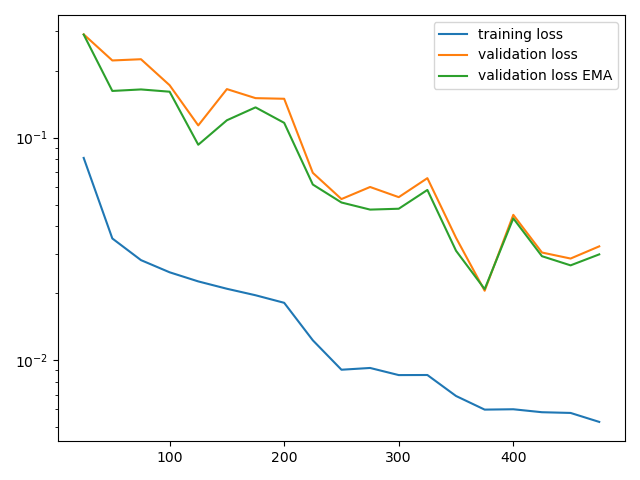 training loss
validation loss
validation loss EMA
10⁻¹
10⁻²
100 200 300 400